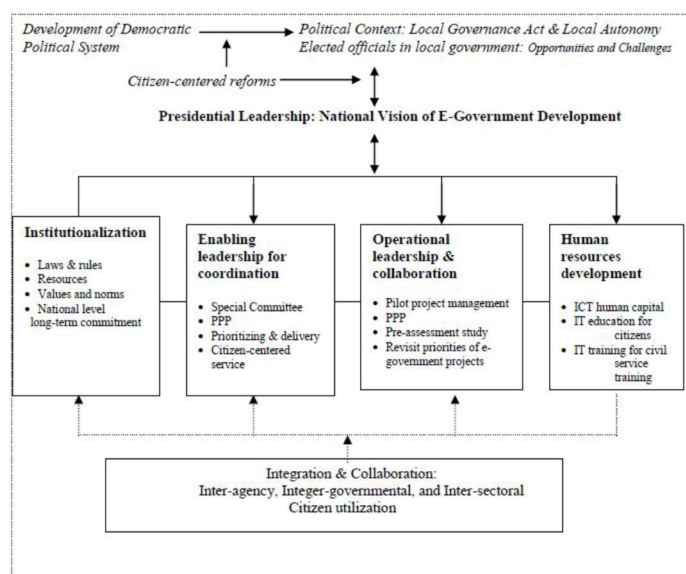 Development of Democratic
Political System
Political Context: Local Governance Act & Local Autonomy
Elected officials in local government: Opportunities and Challenges
Citizen-centered reforms
Presidential Leadership: National Vision of E-Government Development
Institutionalization
• Laws & rules
• Resources
• Values and norms
• National level
long-term commitment
Enabling
leadership for
coordination
• Special Committee
• PPP
• Prioritizing & delivery
• Citizen-centered
service
Operational
leadership &
collaboration
• Pilot project management
• PPP
• Pre-assessment study
• Revisit priorities of e-
government projects
Human
resources
development
• ICT human capital
• IT education for
citizens
• IT training for civil
service
training
Integration & Collaboration:
Inter-agency, Integer-governmental, and Inter-sectoral
Citizen utilization